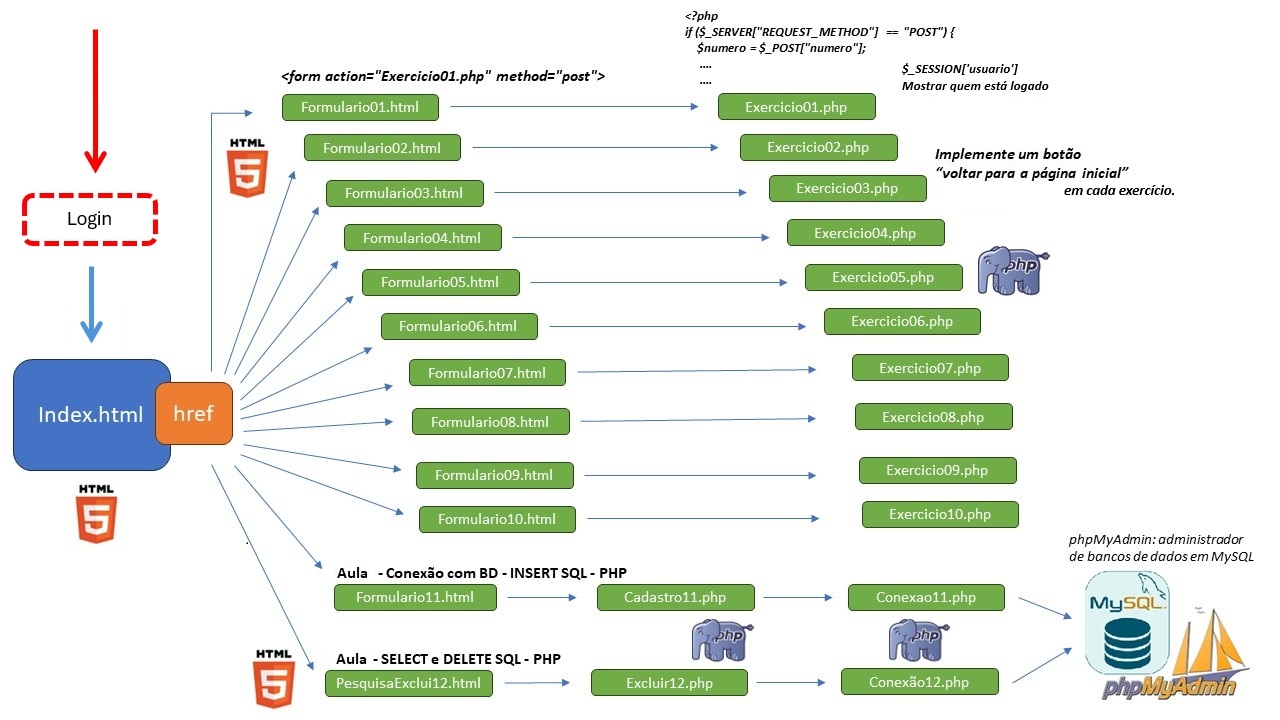 <?php
if ($_SERVER["REQUEST_METHOD"] == "POST") {
$numero = $_POST["numero"];
....
....
$_SESSION['usuario']
Mostrar quem está logado
<form action="Exercicio01.php" method="post">
Formulario01.html
Exercicio01.php
HTML
5
Formulario02.html
Exercicio02.php
Implemente um botão
“voltar para a página inicial”
em cada exercício.
Formulario03.html
Exercicio03.php
Login
Formulario04.html
Exercicio04.php
Formulario05.html
Exercicio05.php
php
Formulario06.html
Exercicio06.php
Formulario07.html
Exercicio07.php
Index.html
href
Formulario08.html
Exercicio08.php
Formulario09.html
Exercicio09.php
HTML
5
Formulario10.html
Exercicio10.php
phpMyAdmin: administrador
de bancos de dados em MySQL
Aula - Conexão com BD - INSERT SQL - PHP
Formulario11.html
Cadastro11.php
Conexao11.php
MySQL
php
php
HTML
5
Aula - SELECT e DELETE SQL - PHP
PesquisaExclui12.html
Excluir12.php
Conexão12.php
phpMyAdmin